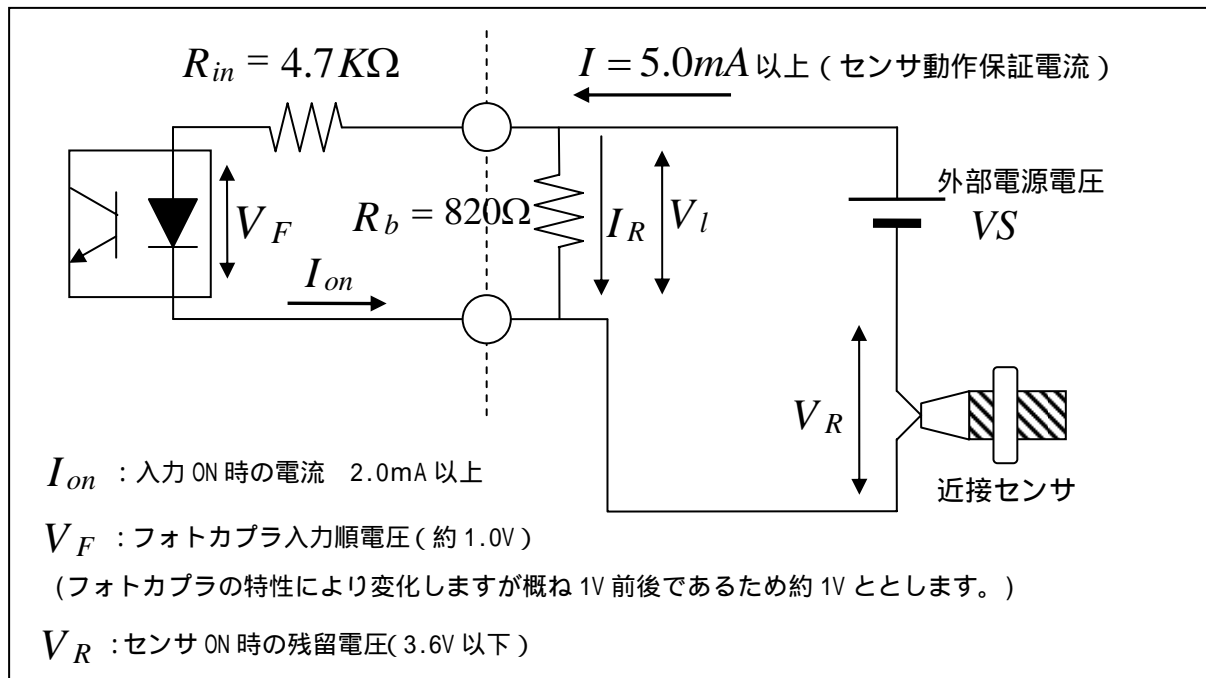 R_in = 4.7KΩ
I = 5.0mA 以上 ( センサ動作保証電流 )
外部電源電圧
VS
V_F
R_b = 820Ω
I_R
V_l
I_on
V_R
近接センサ
I_on : 入力 ON 時の電流 2.0mA 以上
V_F : フォトカプラ入力順電圧 ( 約 1.0V )
(フォトカプラの特性により変化しますが概ね 1V 前後であるため約 1V ととします。)
V_R : センサ ON 時の残留電圧( 3.6V 以下 )